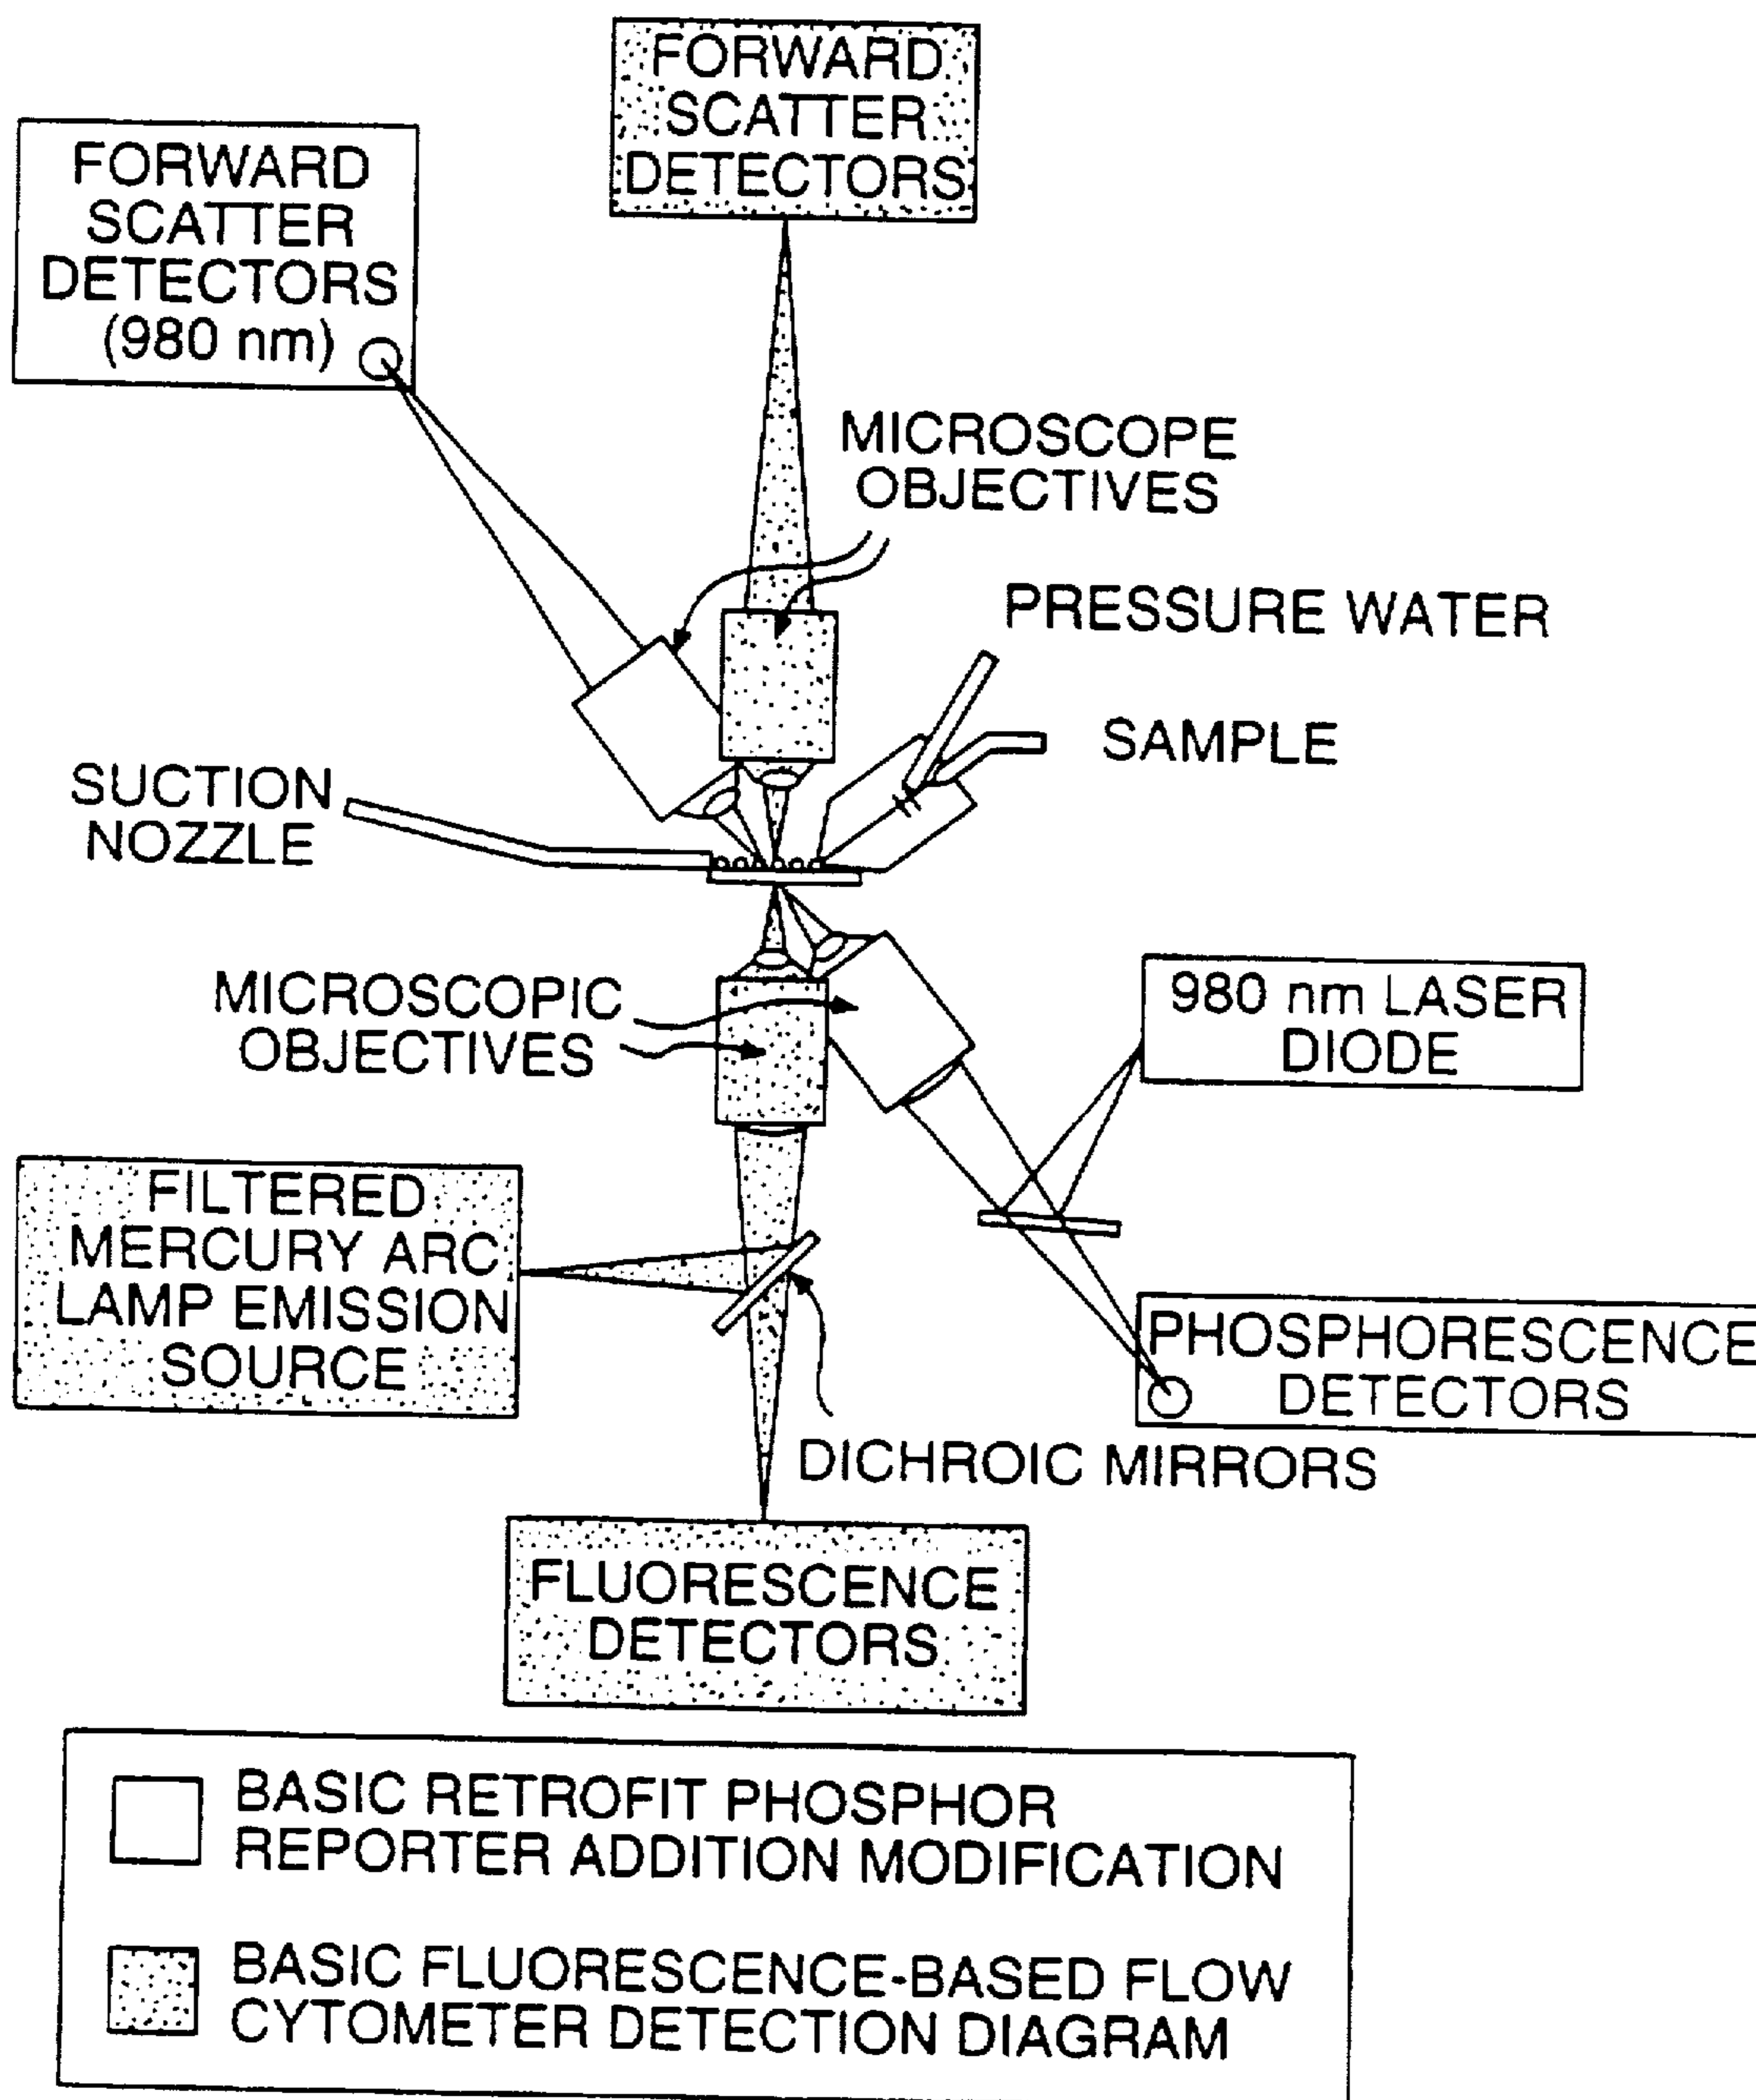 FORWARD
SCATTER
DETECTORS
FORWARD
SCATTER
DETECTORS
(980 nm)
MICROSCOPE
OBJECTIVES
PRESSURE WATER
SAMPLE
SUCTION
NOZZLE
MICROSCOPIC
OBJECTIVES
980 nm LASER
DIODE
FILTERED
MERCURY ARC
LAMP EMISSION
SOURCE
PHOSPHORESCENCE
DETECTORS
DICHROIC MIRRORS
FLUORESCENCE
DETECTORS
BASIC RETROFIT PHOSPHOR
REPORTER ADDITION MODIFICATION
BASIC FLUORESCENCE-BASED FLOW
CYTOMETER DETECTION DIAGRAM